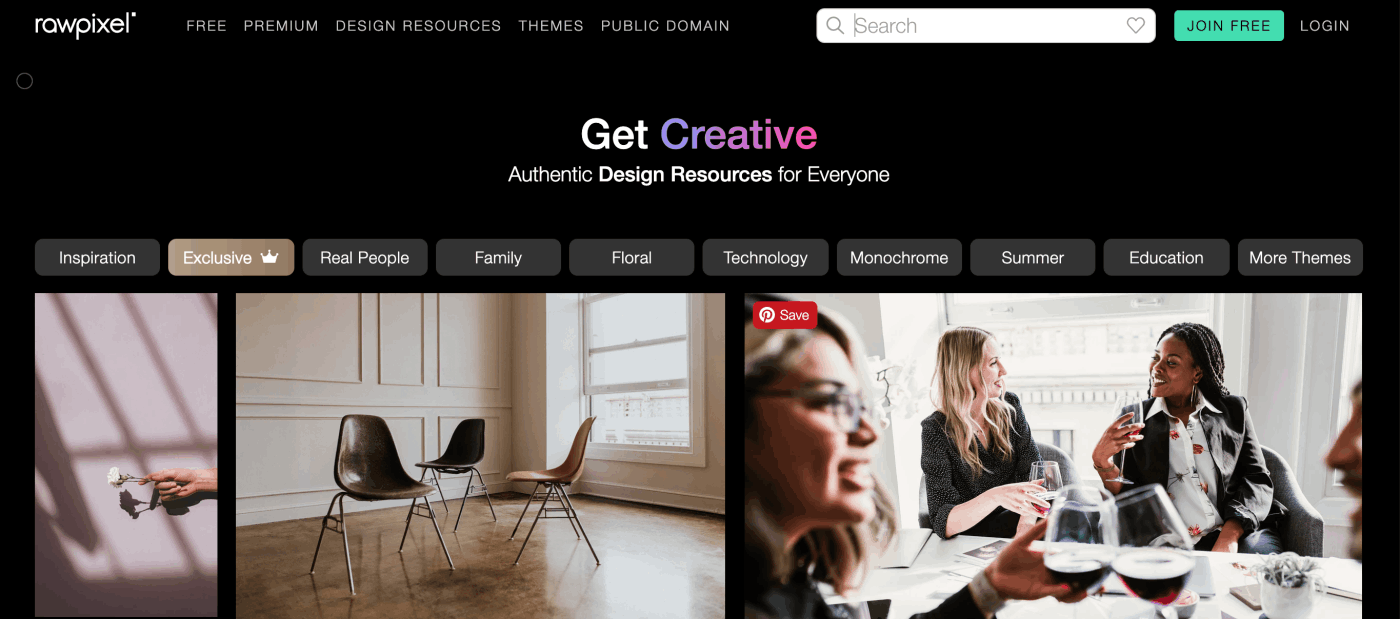 rawpixel FREE PREMIUM DESIGN RESOURCES THEMES PUBLIC DOMAIN Search JOIN FREE LOGIN
Get Creative
Authentic Design Resources for Everyone
Inspiration Exclusive Real People Family Floral Technology Monochrome Summer Education More Themes
Save